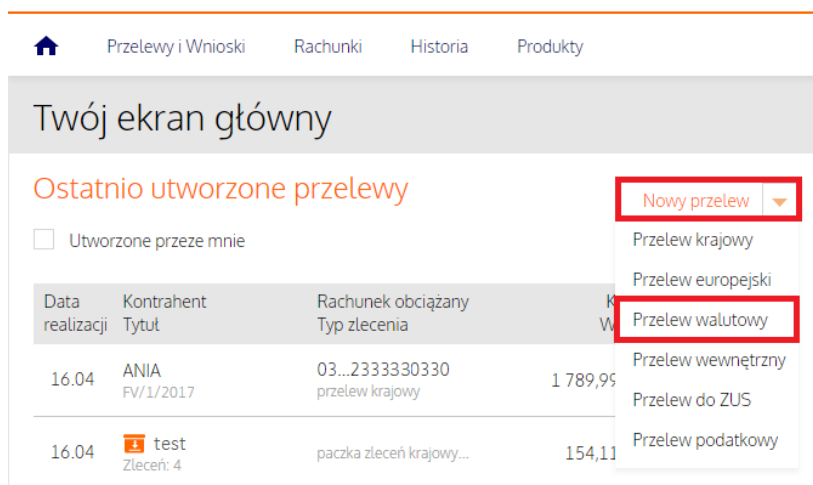 Przelewy i Wnioski Rachunki Historia Produkty
Twój ekran główny
Ostatnio utworzone przelewy
Nowy przelew
Utworzone przeze mnie
Przelew krajowy
Przelew europejski
Przelew walutowy
Przelew wewnętrzny
Przelew do ZUS
Przelew podatkowy
Data Kontrahent Rachunek obciążany
realizacji Tytuł Typ zlecenia
16.04 ANIA 03...2333330330 1 789,99
FV/1/2017 przelew krajowy
16.04 test paczka zleceń krajowy... 154,11
Zleceń: 4